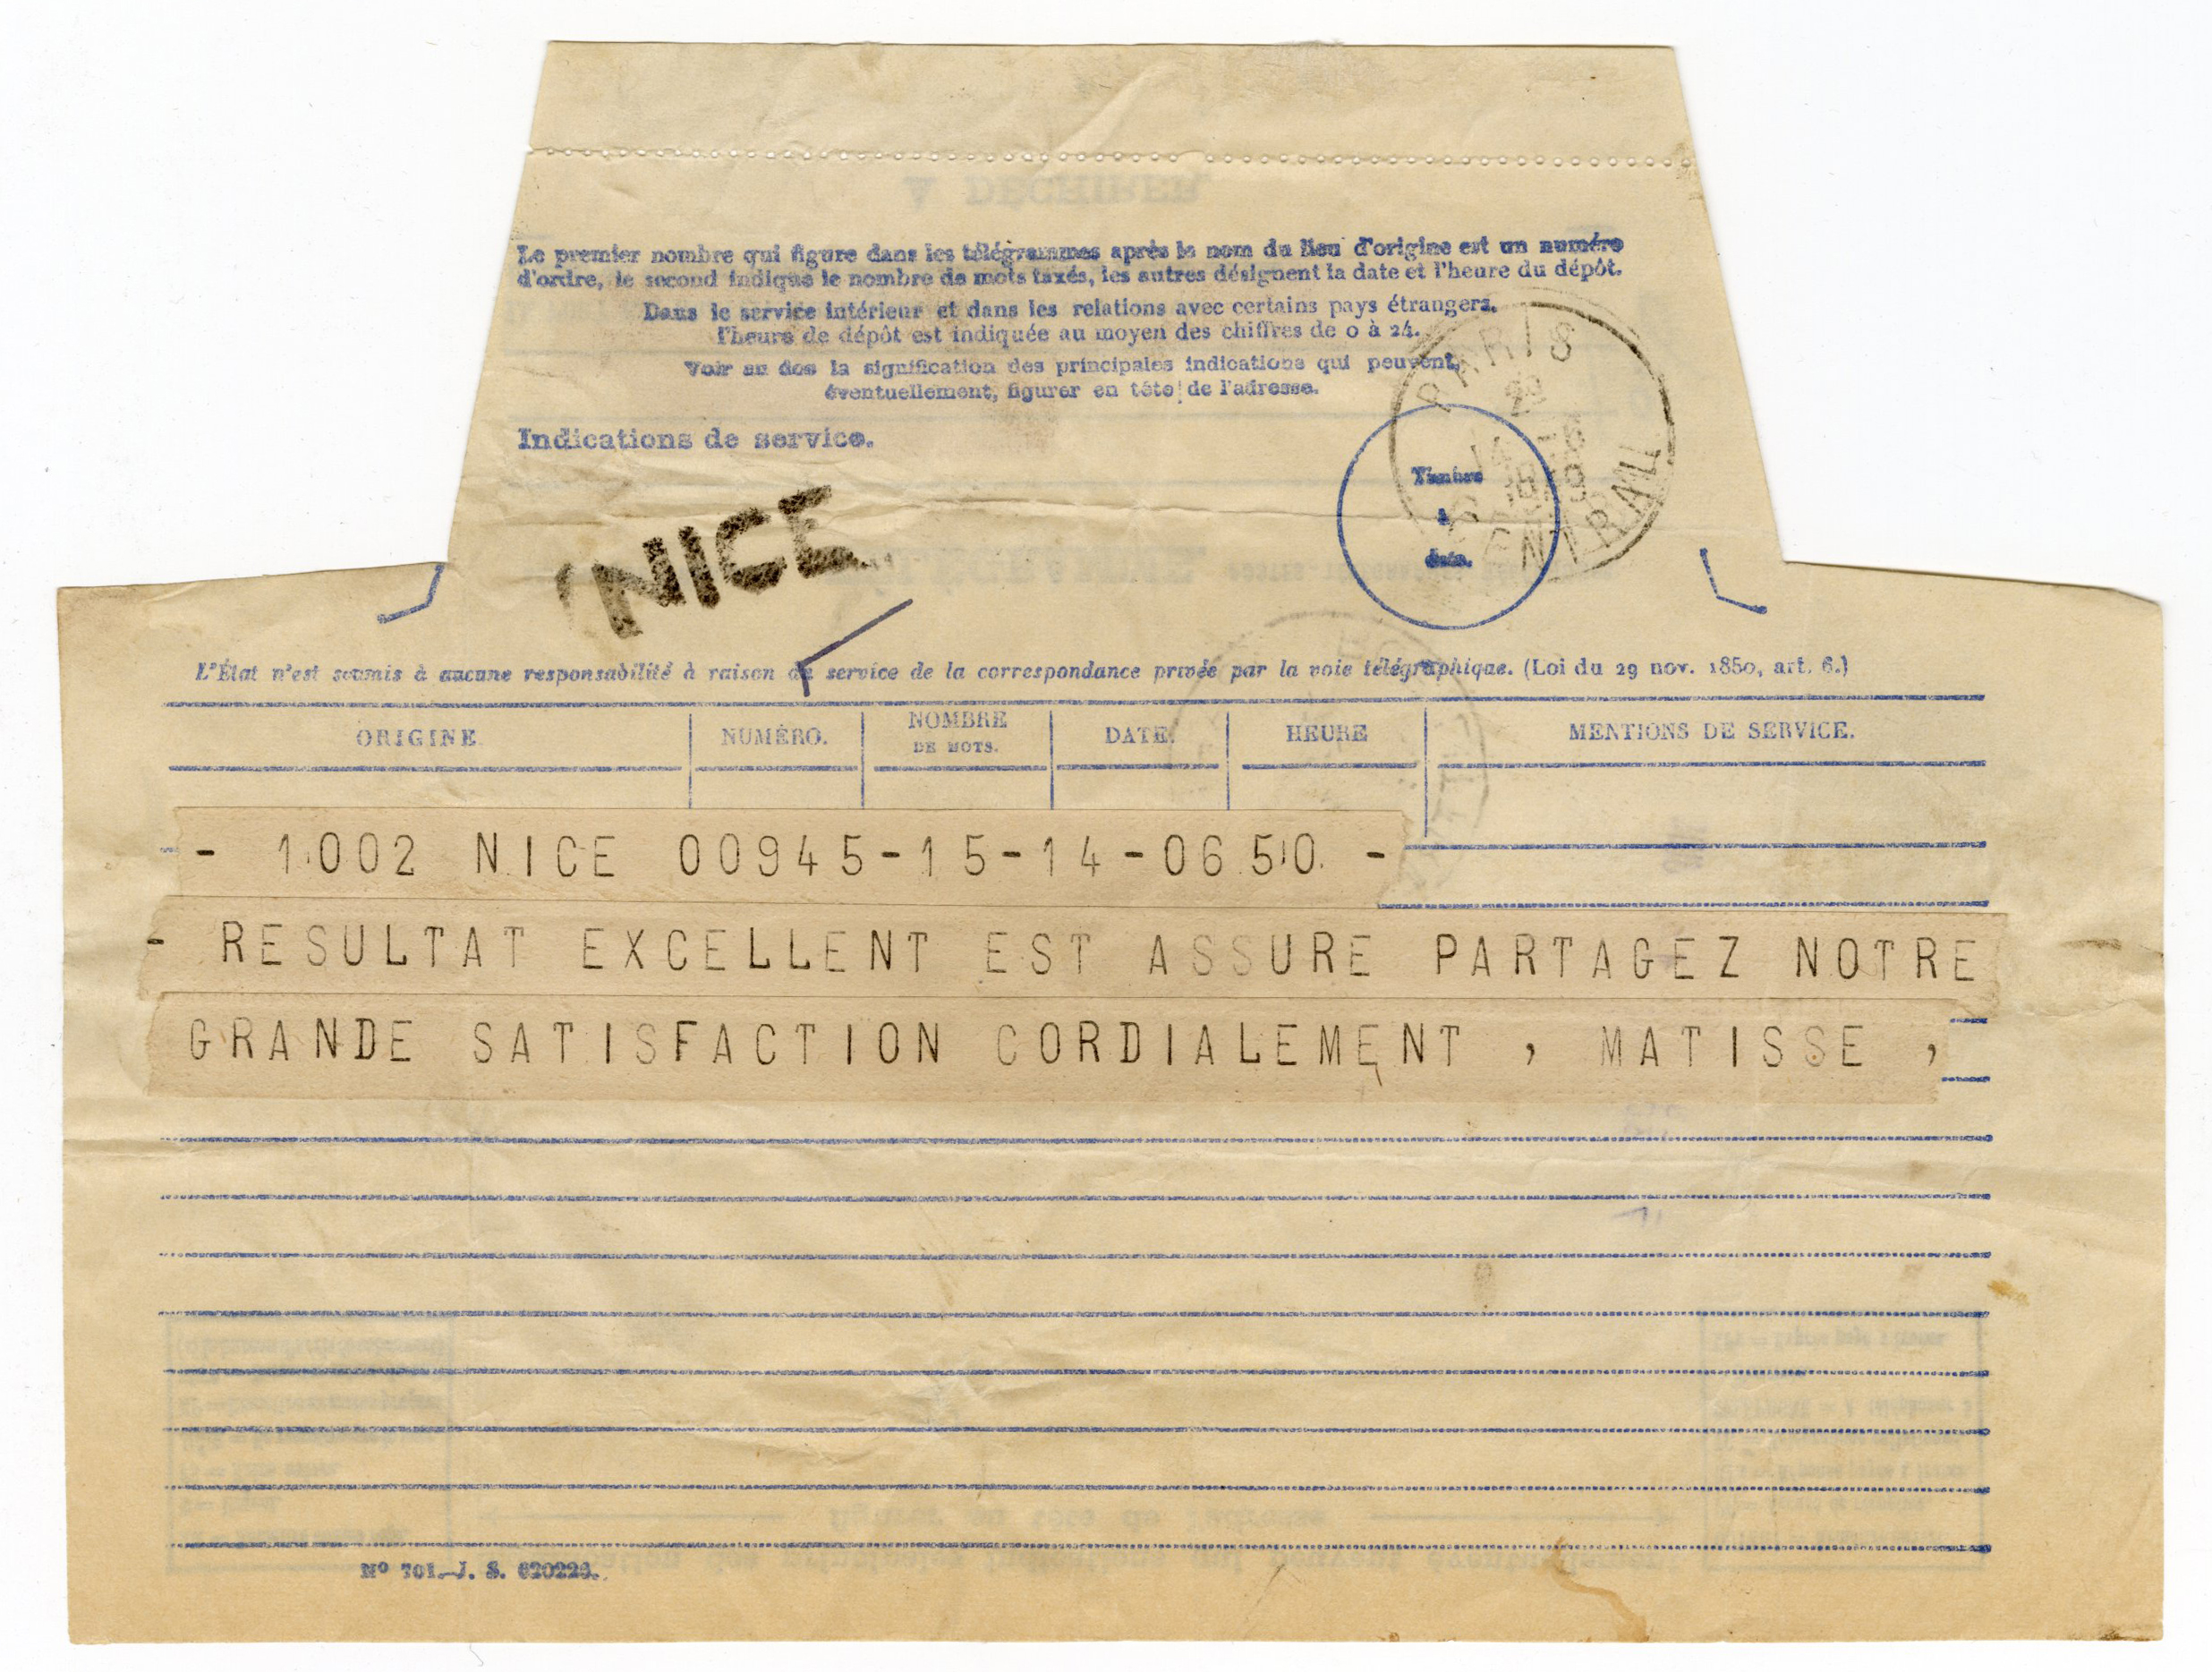 Le premier nombre qui figure dans les télégrammes après le nom du lieu d'origine est un numéro
d'ordre, le second indique le nombre de mots taxés, les autres désignent la date et l'heure du dépôt.
Dans le service intérieur et dans les relations avec certains pays étrangers,
l'heure de dépôt est indiquée au moyen des chiffres de 0 à 24.
Voir au dos la signification des principales indications qui peuvent,
éventuellement, figurer en tête de l'adresse.
Indications de service.
PARIS
CENTRAL
Timbre
à
date.
NICE
L'État n'est soumis à aucune responsabilité à raison du service de la correspondance privée par la voie télégraphique. (Loi du 29 nov. 1850, art. 6.)
ORIGINE. NUMÉRO. NOMBRE DE MOTS. DATE. HEURE MENTIONS DE SERVICE.
- 1002 NICE 00945-15-14-0650 -
- RESULTAT EXCELLENT EST ASSURE PARTAGEZ NOTRE
GRANDE SATISFACTION CORDIALEMENT , MATISSE ,
Nº 701.-J. S. 620226.